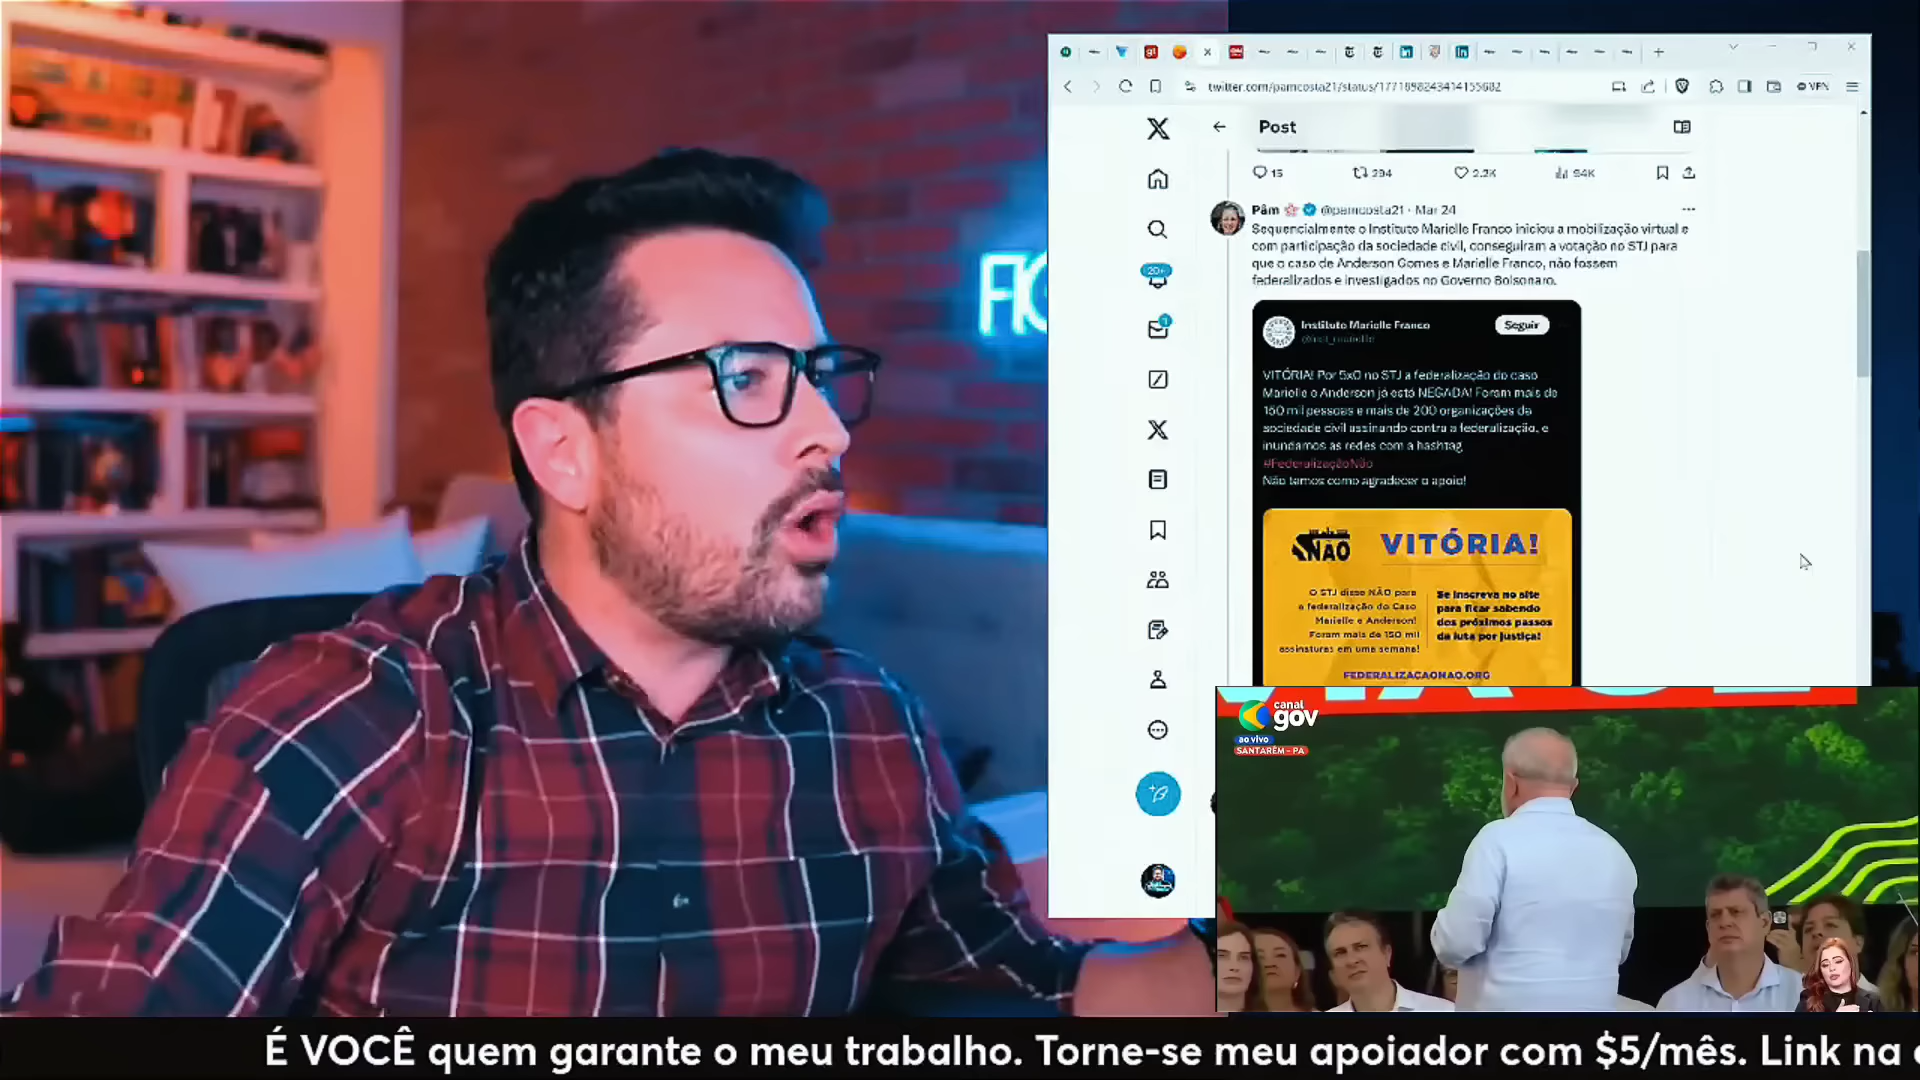 twitter.com/pamcosta21/status/1771898243414155682
VPN
Post
15
294
2.2K
94K
20+
1
Pâm @pamcosta21 · Mar 24
Sequencialmente o Instituto Marielle Franco iniciou a mobilização virtual e
com participação da sociedade civil, conseguiram a votação no STJ para
que o caso de Anderson Gomes e Marielle Franco, não fossem
federalizados e investigados no Governo Bolsonaro.
Instituto Marielle Franco
Seguir
VITÓRIA! Por 5x0 no STJ a federalização do caso
Marielle e Anderson já está NEGADA! Foram mais de
150 mil pessoas e mais de 200 organizações da
sociedade civil assinando contra a federalização, e
inundamos as redes com a hashtag
#FederalizaçãoNão
Não temos como agradecer o apoio!
NÃO
VITÓRIA!
O STJ disse NÃO para
a federalização do Caso
Marielle e Anderson!
Foram mais de 150 mil
assinaturas em uma semana!
Se inscreva no site
para ficar sabendo
dos próximos passos
da luta por justiça!
FEDERALIZACAONAO.ORG
canal
gov
ao vivo
SANTARÉM - PA
É VOCÊ quem garante o meu trabalho. Torne-se meu apoiador com $5/mês. Link na